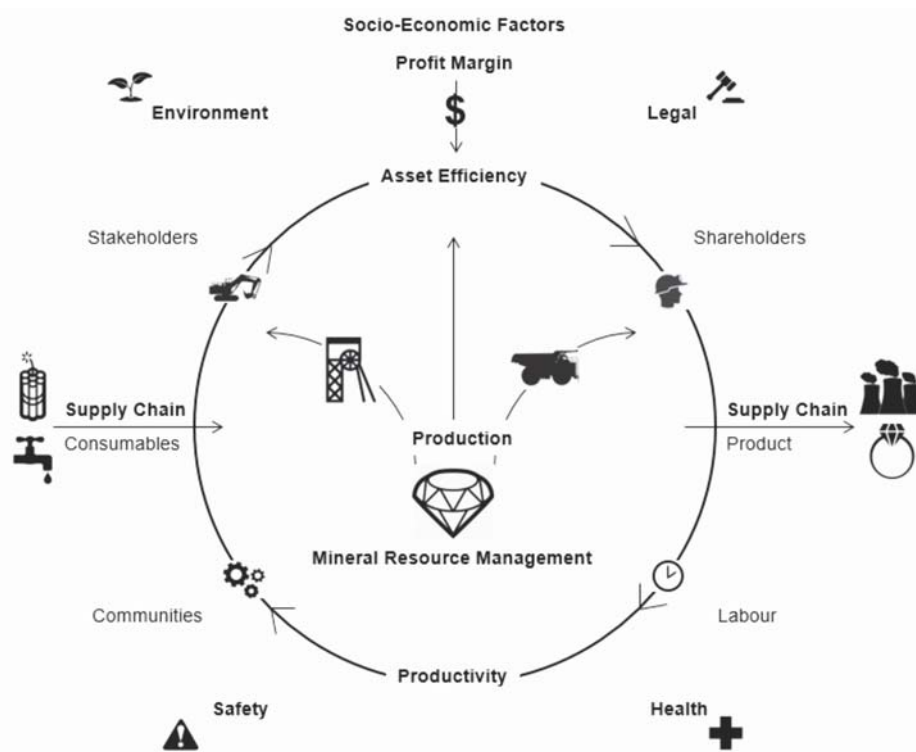 Socio-Economic Factors
Profit Margin
Environment
Legal
$
Asset Efficiency
Stakeholders
Shareholders
Supply Chain
Consumables
Production
Supply Chain
Product
Mineral Resource Management
Communities
Labour
Productivity
Safety
Health